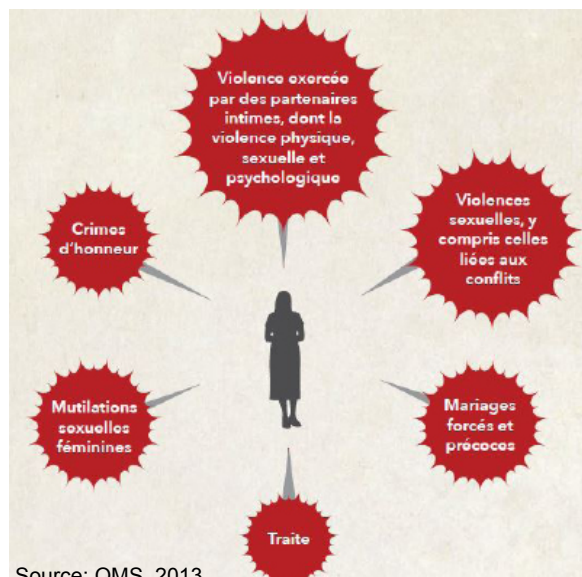 Violence exercée
par des partenaires
intimes, dont la
violence physique,
sexuelle et
psychologique
Crimes
d'honneur
Violences
sexuelles, y
compris celles
liées aux
conflits
Mutilations
sexuelles
féminines
Mariages
forcés et
précoces
Traite
Source: OMS, 2013